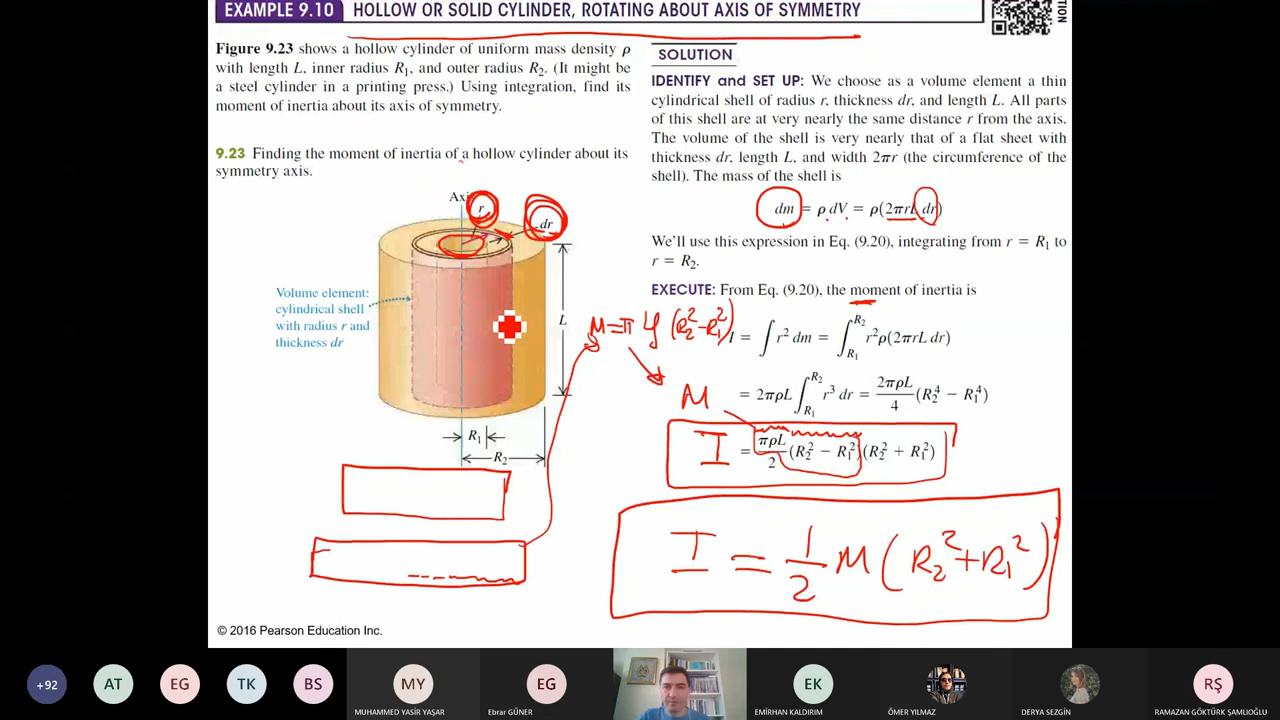 EXAMPLE 9.10 HOLLOW OR SOLID CYLINDER, ROTATING ABOUT AXIS OF SYMMETRY
Figure 9.23 shows a hollow cylinder of uniform mass density ρ
with length L, inner radius R₁, and outer radius R₂. (It might be
a steel cylinder in a printing press.) Using integration, find its
moment of inertia about its axis of symmetry.
9.23 Finding the moment of inertia of a hollow cylinder about its
symmetry axis.
r
dr
Volume element:
cylindrical shell
with radius r and
thickness dr
L
R₁
R₂
© 2016 Pearson Education Inc.
SOLUTION
IDENTIFY and SET UP: We choose as a volume element a thin
cylindrical shell of radius r, thickness dr, and length L. All parts
of this shell are at very nearly the same distance r from the axis.
The volume of the shell is very nearly that of a flat sheet with
thickness dr, length L, and width 2πr (the circumference of the
shell). The mass of the shell is
dm = ρ dV = ρ(2πrL dr)
We'll use this expression in Eq. (9.20), integrating from r = R₁ to
r = R₂.
EXECUTE: From Eq. (9.20), the moment of inertia is
I = ∫ r² dm = ∫_{R₁}^{R₂} r²ρ(2πrL dr)
= 2πρL ∫_{R₁}^{R₂} r³ dr = 2πρL/4 (R₂⁴ − R₁⁴)
M
I = πρL/2 (R₂² − R₁²)(R₂² + R₁²)
I = 1/2 M (R₂² + R₁²)
+92
AT
EG
TK
BS
MY
MUHAMMED YASİR YAŞAR
EG
Ebrar GÜNER
EK
EMİRHAN KALDIRIM
ÖMER YILMAZ
DERYA SEZGİN
RŞ
RAMAZAN GÖKTÜRK ŞAMLIOĞLU